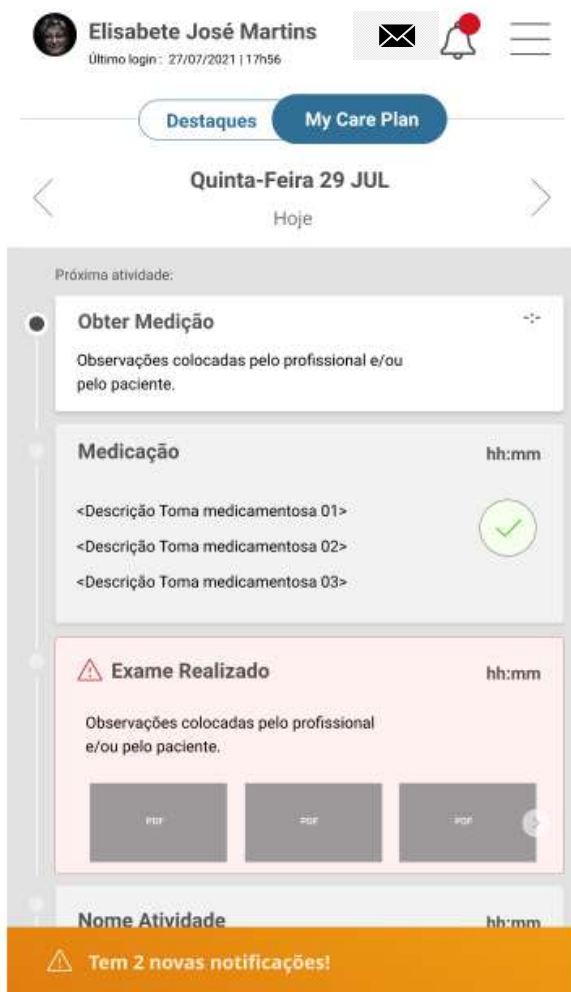 Elisabete José Martins
Último login : 27/07/2021 | 17h56
Destaques
My Care Plan
Quinta-Feira 29 JUL
Hoje
Próxima atividade:
Obter Medição
-:-
Observações colocadas pelo profissional e/ou
pelo paciente.
Medicação
hh:mm
<Descrição Toma medicamentosa 01>
<Descrição Toma medicamentosa 02>
<Descrição Toma medicamentosa 03>
Exame Realizado
hh:mm
Observações colocadas pelo profissional
e/ou pelo paciente.
PDF
PDF
PDF
Nome Atividade
hh:mm
Tem 2 novas notificações!